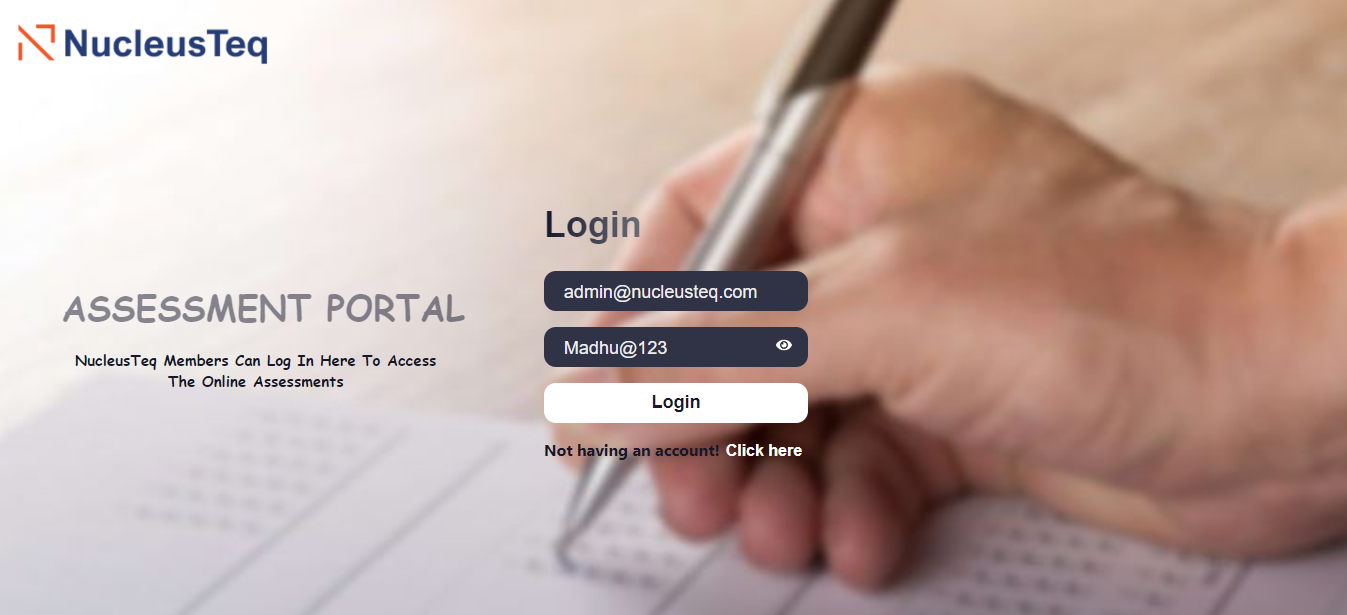 NucleusTeq
Login
admin@nucleusteq.com
ASSESSMENT PORTAL
Madhu@123
NucleusTeq Members Can Log In Here To Access
The Online Assessments
Login
Not having an account! Click here